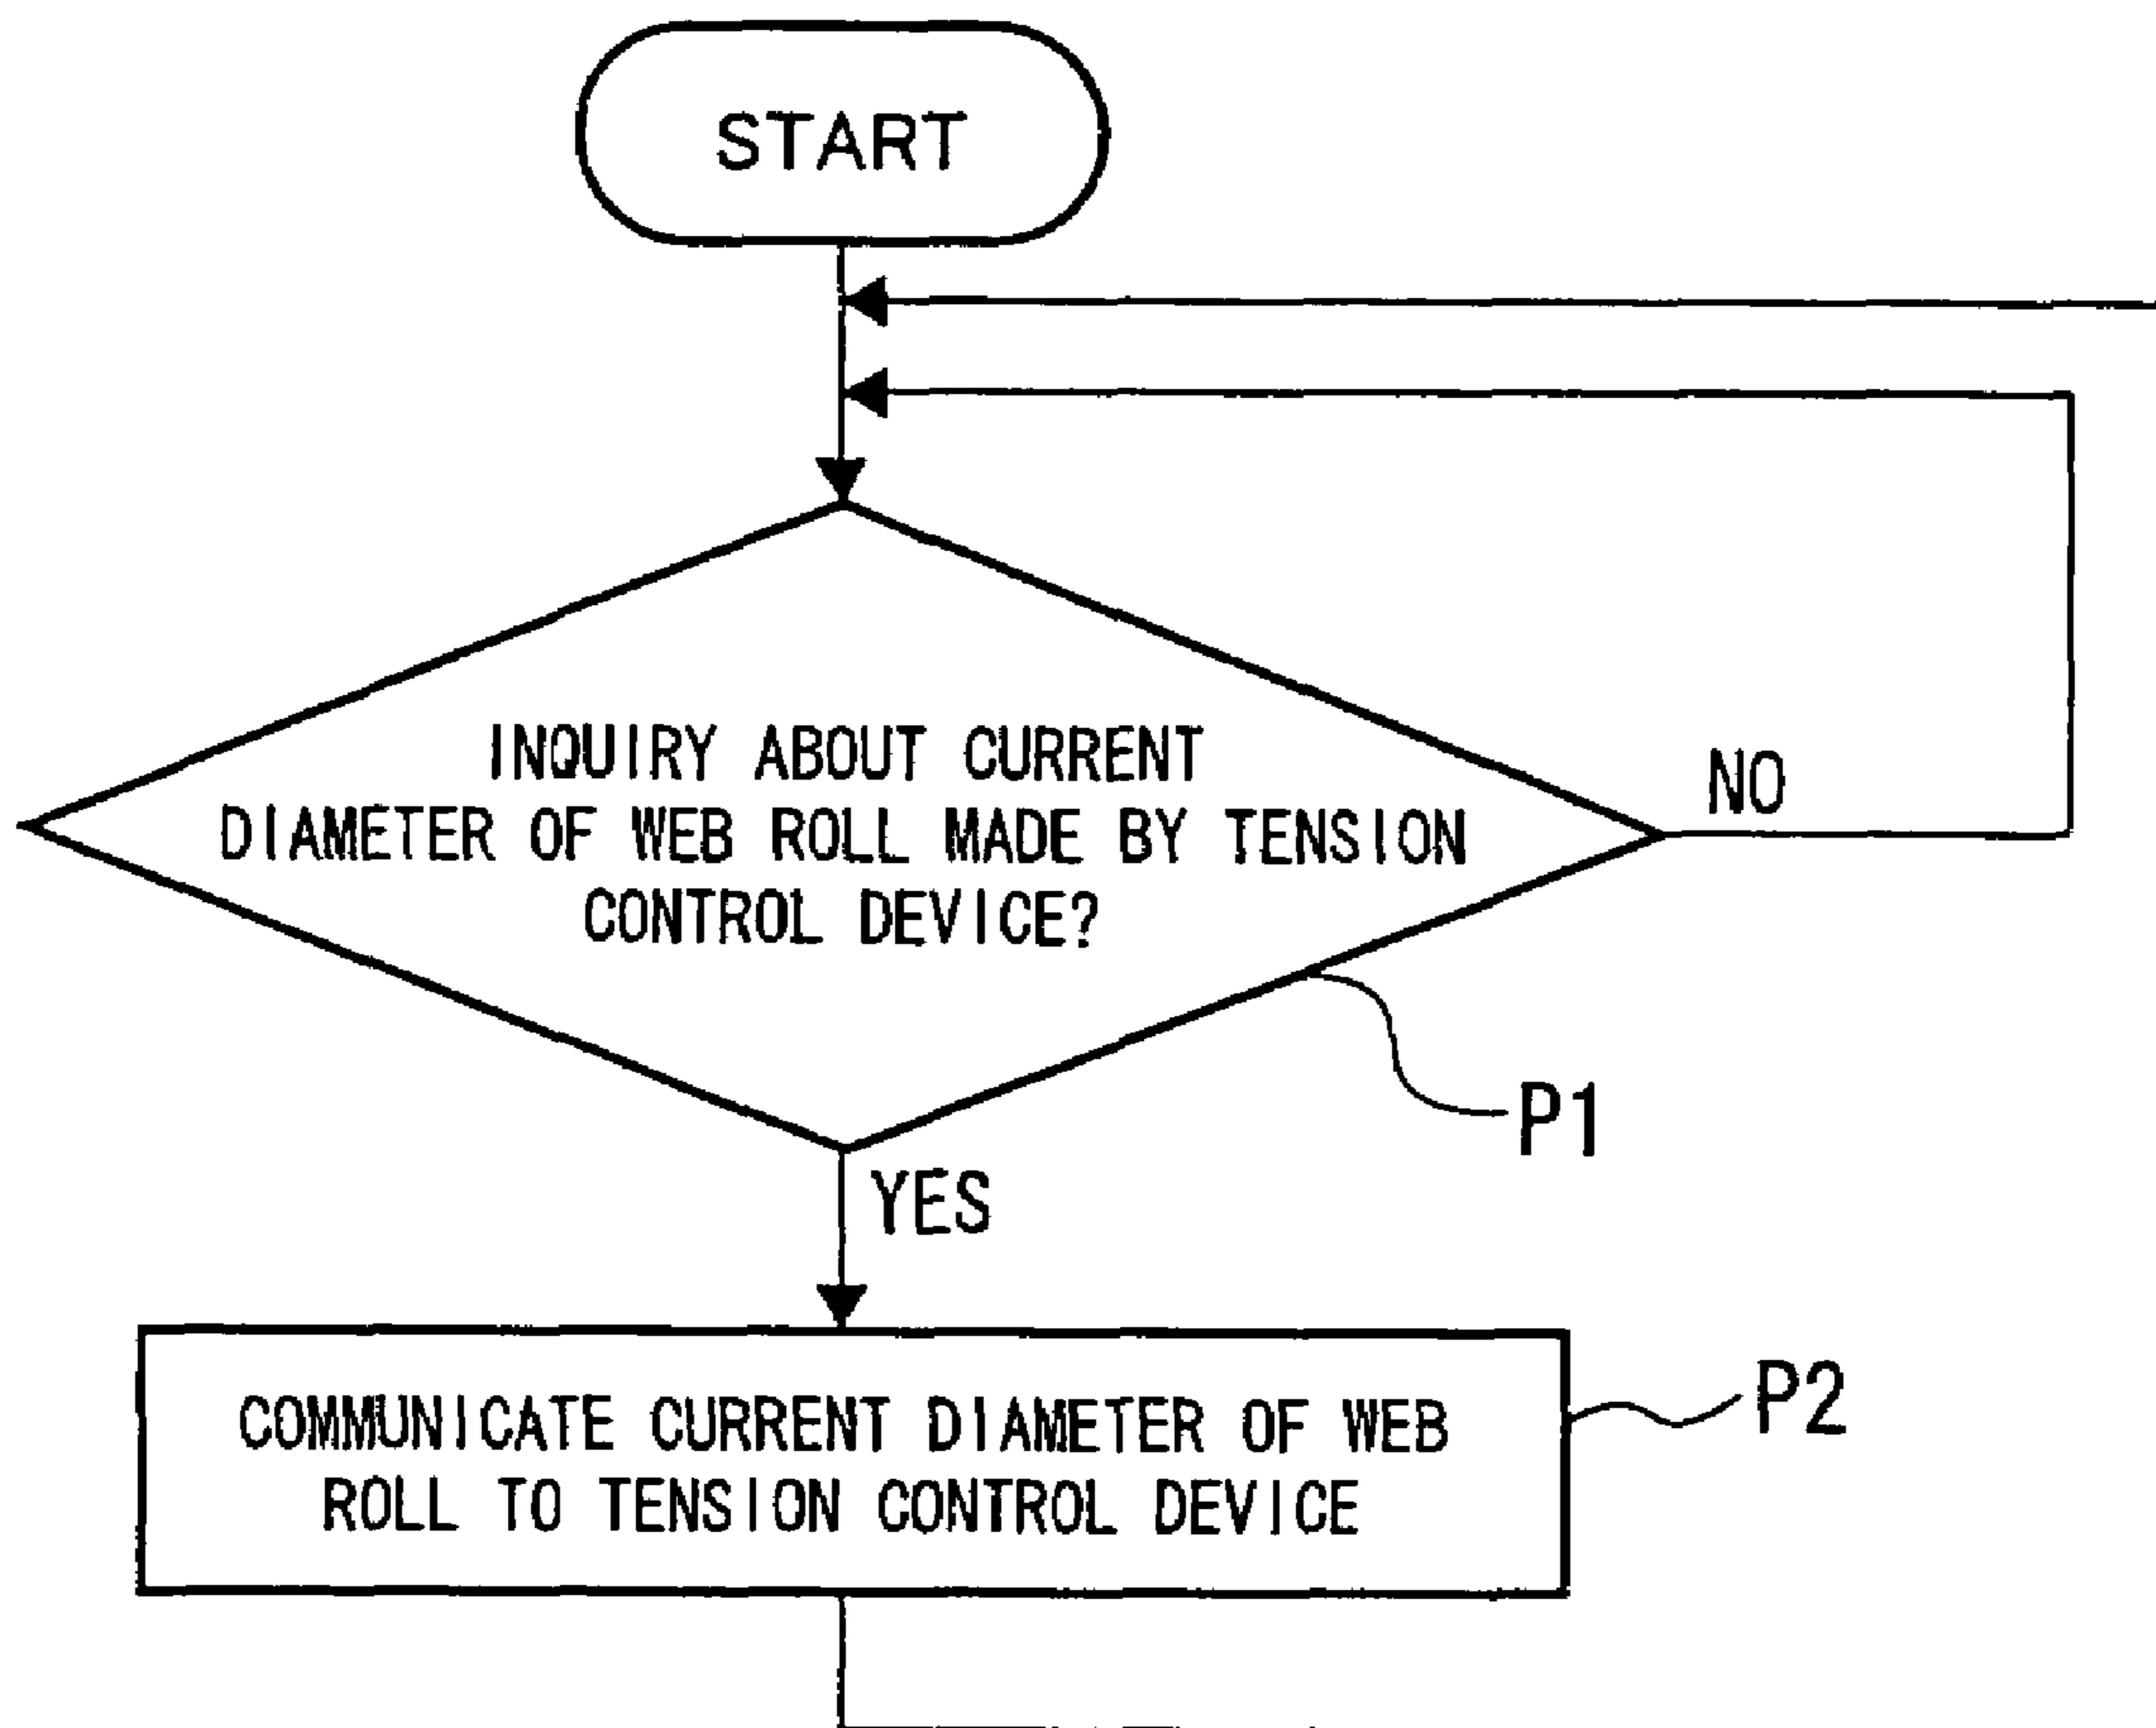 START
INQUIRY ABOUT CURRENT
DIAMETER OF WEB ROLL MADE BY TENSION
CONTROL DEVICE?
NO
P1
YES
COMMUNICATE CURRENT DIAMETER OF WEB
ROLL TO TENSION CONTROL DEVICE
P2